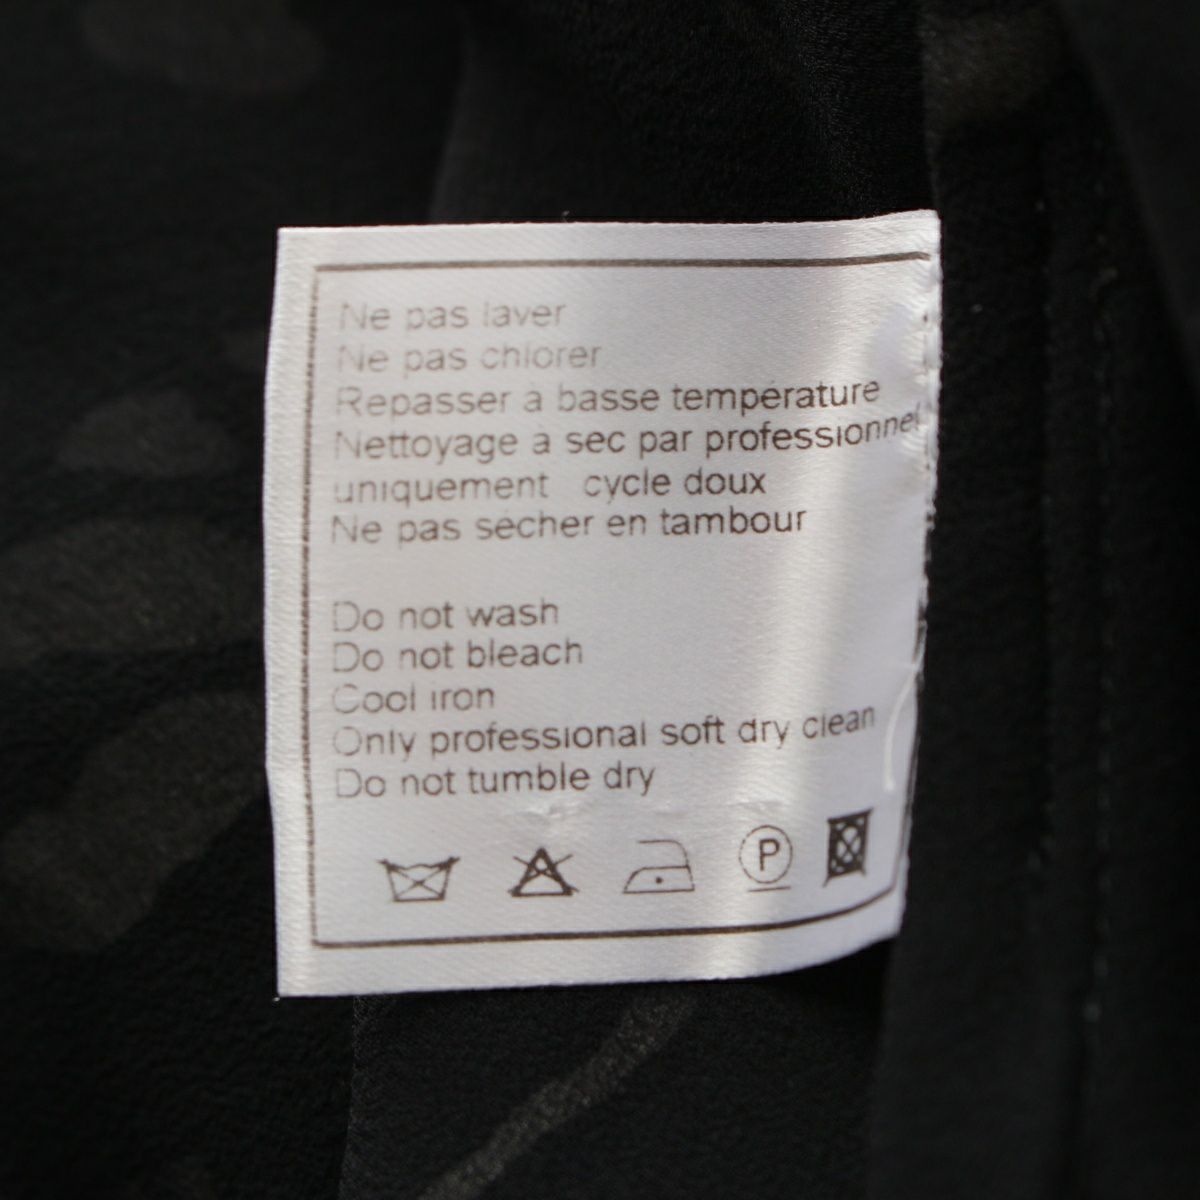 Ne pas laver
Ne pas chlorer
Repasser à basse température
Nettoyage à sec par professionnel
uniquement cycle doux
Ne pas sécher en tambour
Do not wash
Do not bleach
Cool iron
Only professional soft dry clean
Do not tumble dry
P